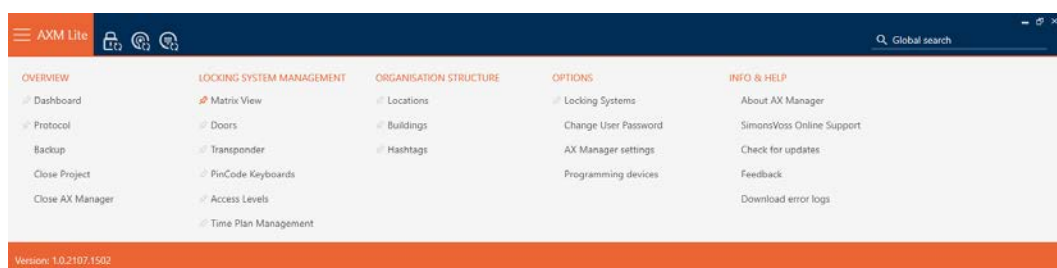 AXM Lite
Global search
OVERVIEW
Dashboard
Protocol
Backup
Close Project
Close AX Manager
LOCKING SYSTEM MANAGEMENT
Matrix View
Doors
Transponder
PinCode Keyboards
Access Levels
Time Plan Management
ORGANISATION STRUCTURE
Locations
Buildings
Hashtags
OPTIONS
Locking Systems
Change User Password
AX Manager settings
Programming devices
INFO & HELP
About AX Manager
SimonsVoss Online Support
Check for updates
Feedback
Download error logs
Version: 1.0.2107.1502